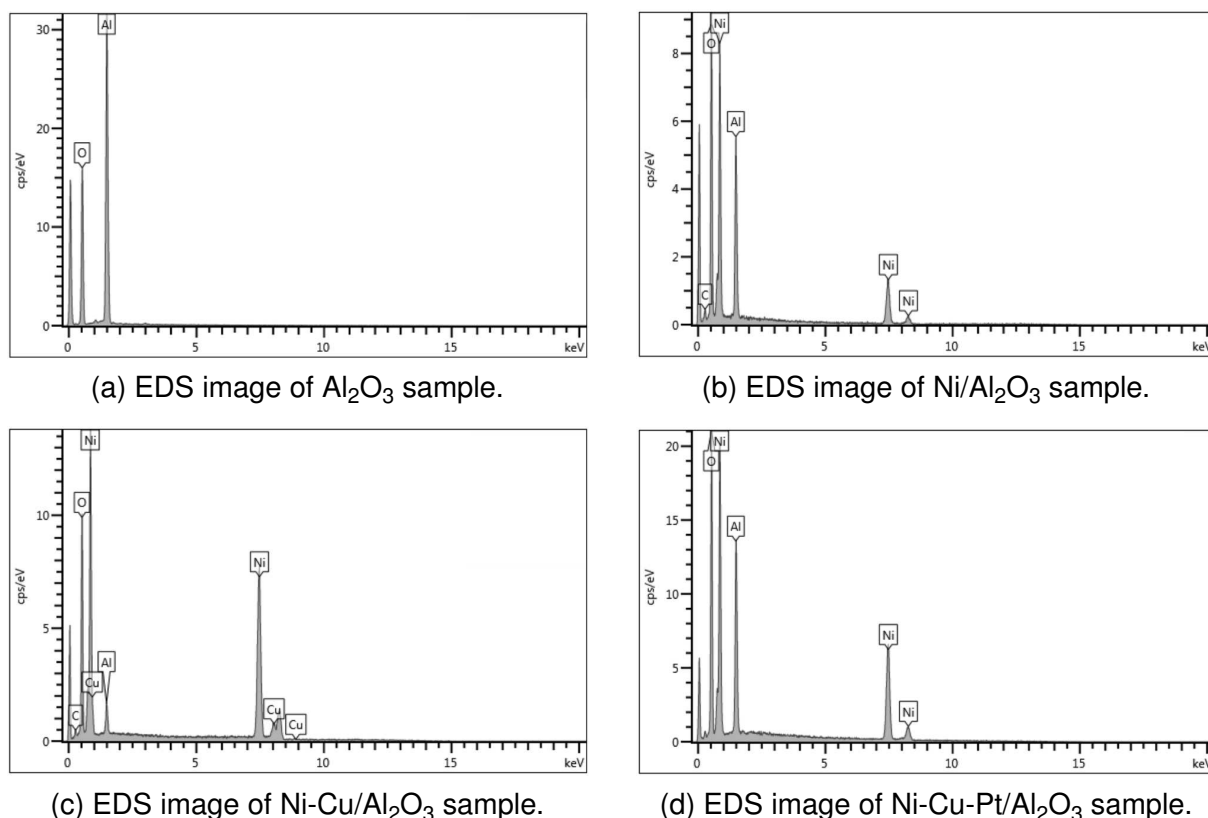 Al
30
O
20
cps/eV
10
0
0 5 10 15 keV
(a) EDS image of Al₂O₃ sample.
Ni
8
O
6
Al
cps/eV
4
2
Ni
C
Ni
0
0 5 10 15 keV
(b) EDS image of Ni/Al₂O₃ sample.
Ni
O
10
Ni
cps/eV
5
Al
Cu
C
Cu
Cu
0
0 5 10 15 keV
(c) EDS image of Ni-Cu/Al₂O₃ sample.
20
Ni
O
15
Al
cps/eV
10
Ni
5
Ni
0
0 5 10 15 keV
(d) EDS image of Ni-Cu-Pt/Al₂O₃ sample.